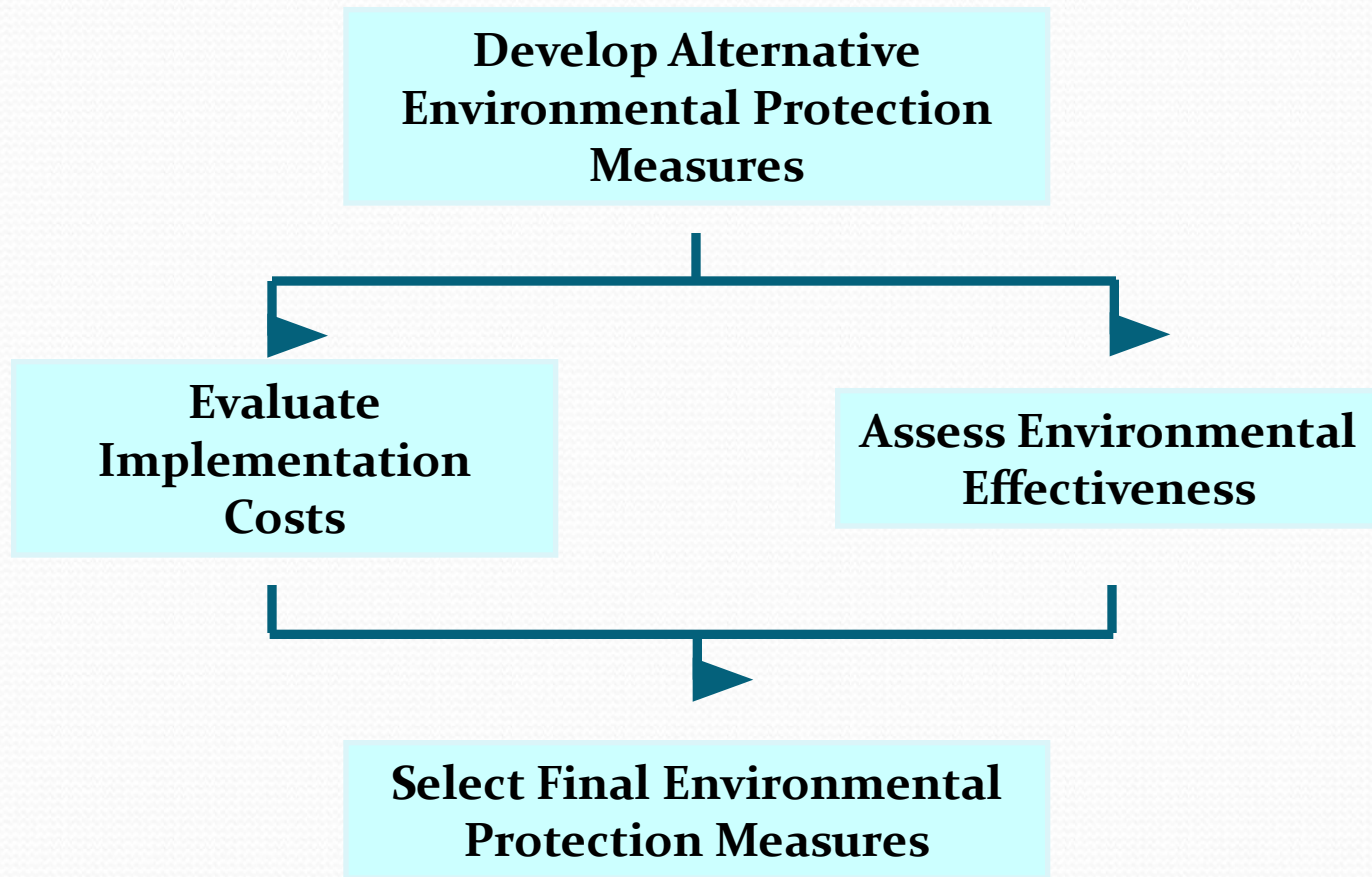 Develop Alternative
Environmental Protection
Measures
Evaluate
Implementation
Costs
Assess Environmental
Effectiveness
Select Final Environmental
Protection Measures